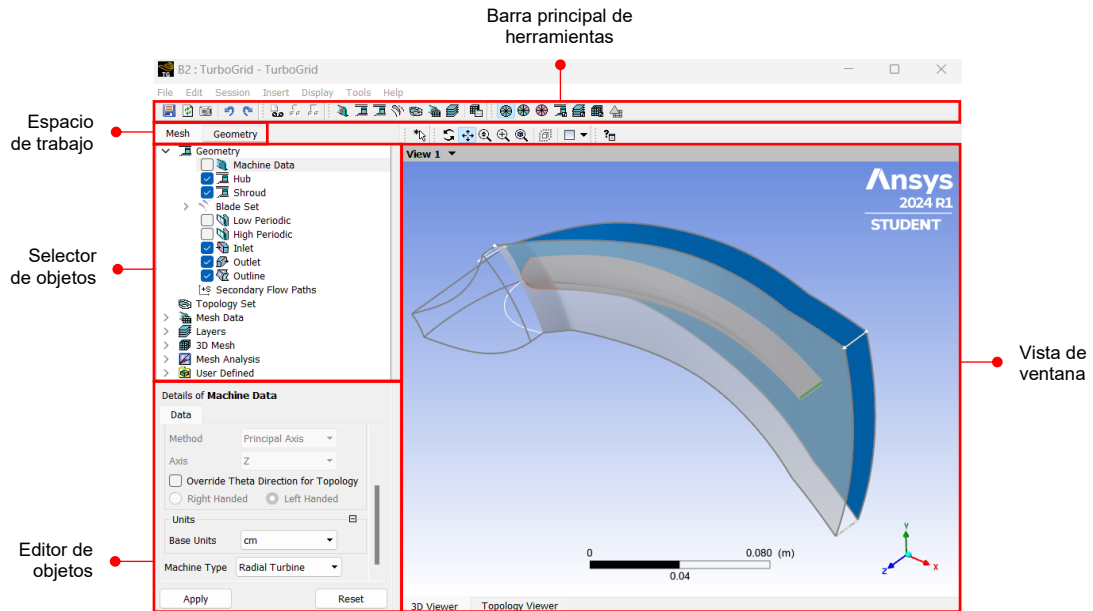 Barra principal de
herramientas
B2 : TurboGrid - TurboGrid
File Edit Session Insert Display Tools Help
Espacio
de trabajo
Mesh Geometry
View 1
Geometry
Machine Data
Hub
Shroud
Blade Set
Low Periodic
High Periodic
Inlet
Outlet
Outline
Secondary Flow Paths
Topology Set
Mesh Data
Layers
3D Mesh
Mesh Analysis
User Defined
Selector
de objetos
Ansys
2024 R1
STUDENT
Vista de
ventana
Details of Machine Data
Data
Method Principal Axis
Axis Z
Override Theta Direction for Topology
Right Handed Left Handed
Units
Base Units cm
Machine Type Radial Turbine
Apply Reset
Editor de
objetos
0 0.080 (m)
0.04
Y
X
Z
3D Viewer Topology Viewer